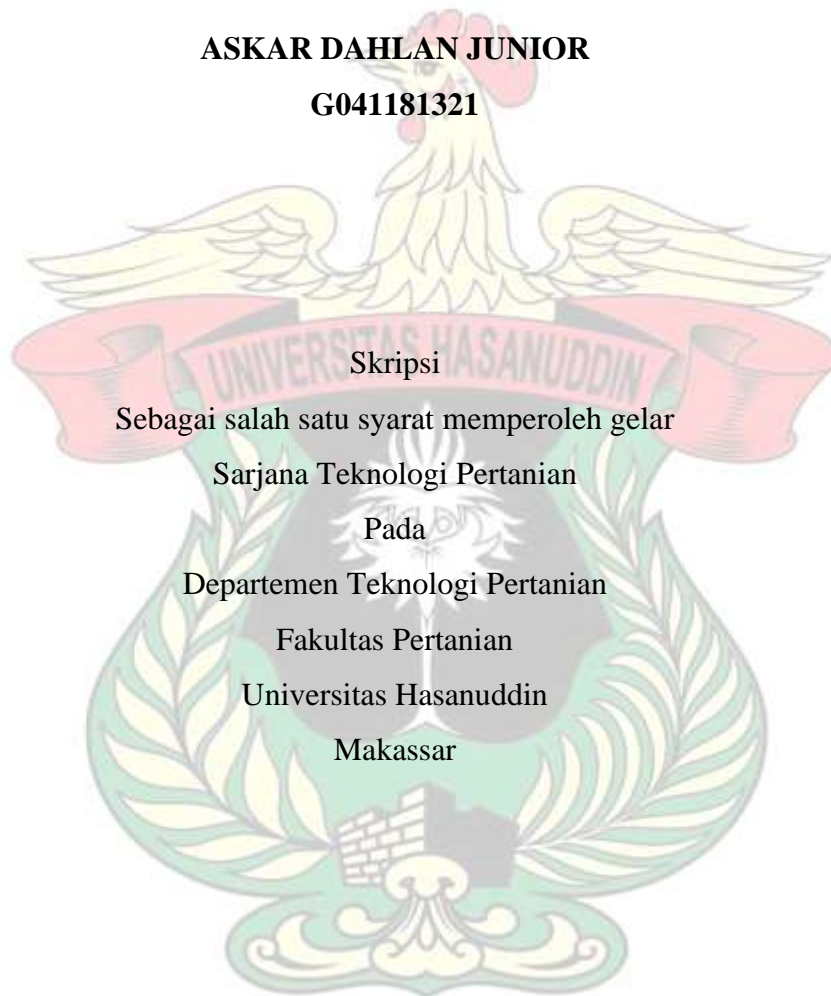 ASKAR DAHLAN JUNIOR
G041181321
UNIVERSITAS HASANUDDIN
Skripsi
Sebagai salah satu syarat memperoleh gelar
Sarjana Teknologi Pertanian
Pada
Departemen Teknologi Pertanian
Fakultas Pertanian
Universitas Hasanuddin
Makassar